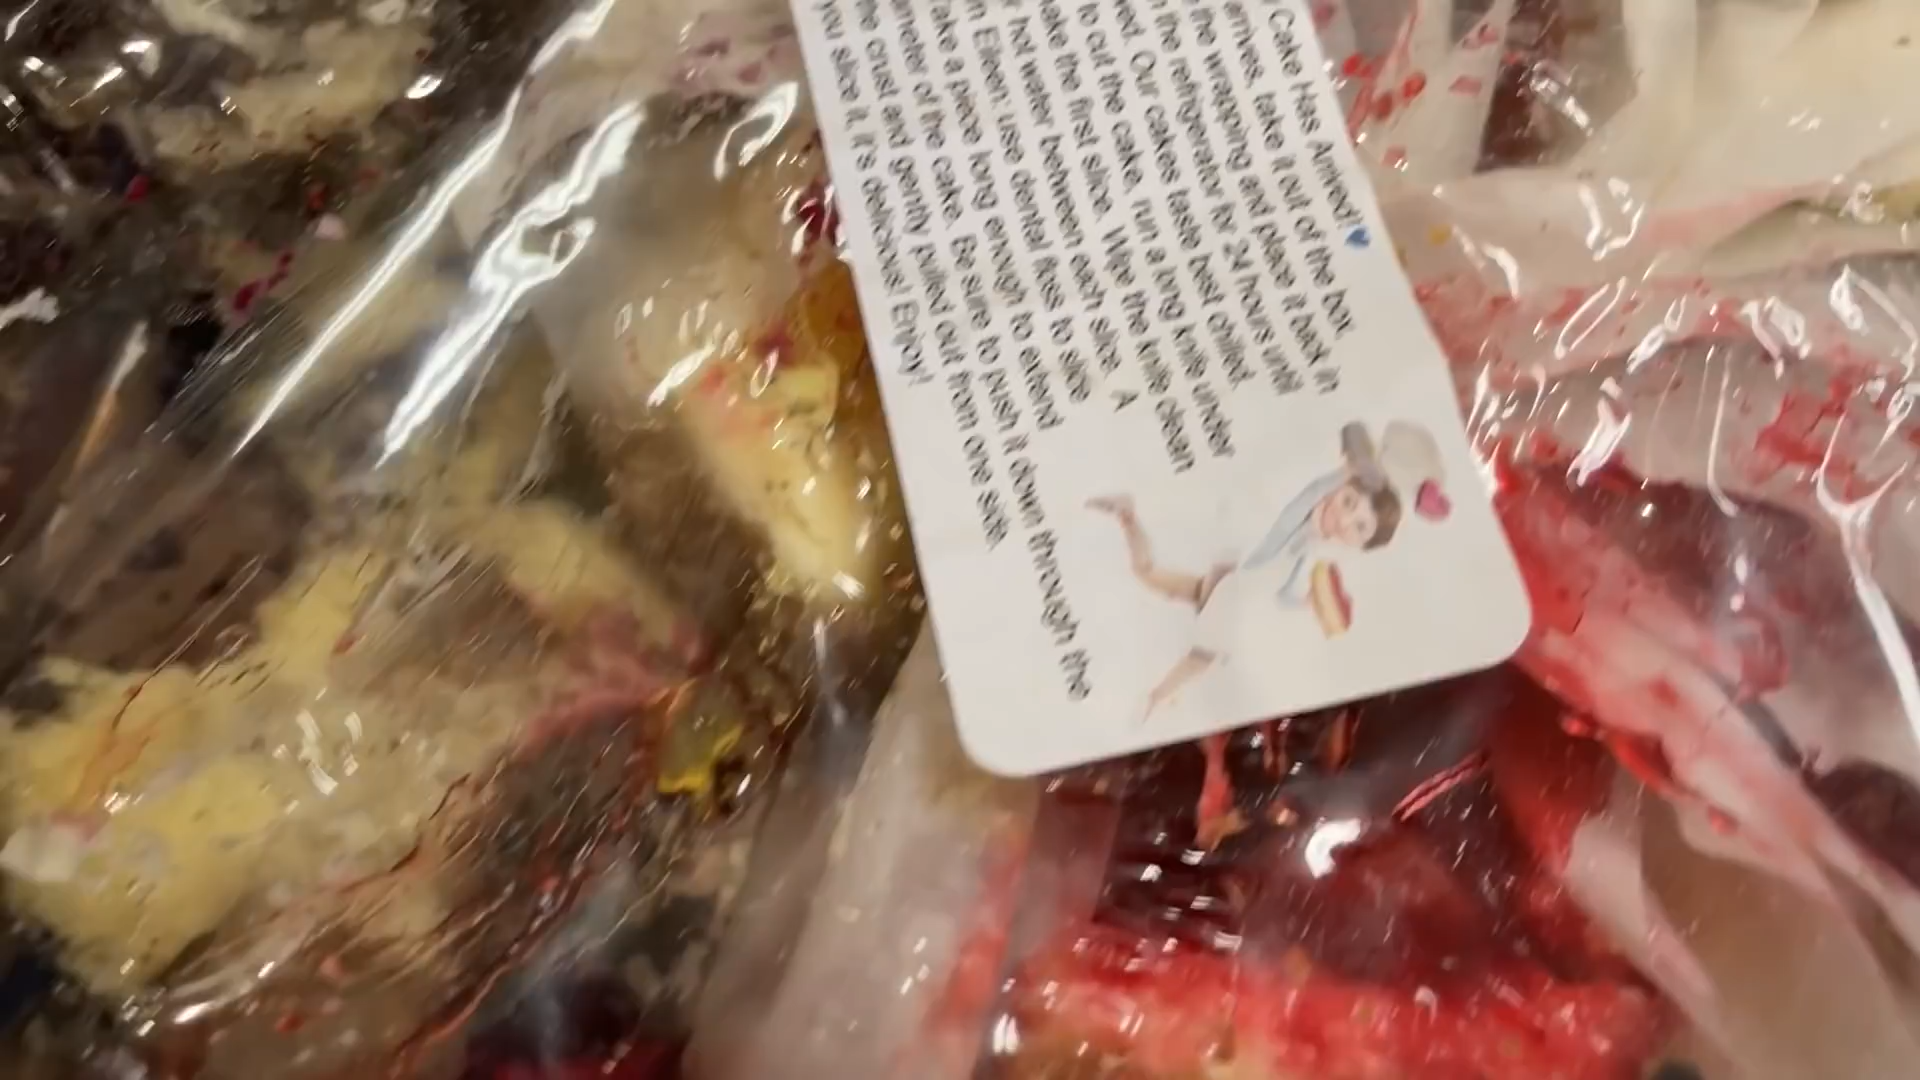 Cake Has Arrived!
arrives, take it out of the box,
the wrapping and place it back in
the refrigerator for 24 hours until
ed. Our cakes taste best chilled.
to cut the cake, run a long knife under
ake the first slice. Wipe the knife clean
hot water between each slice. A
m Eileen: use dental floss to slice
Take a piece long enough to extend
ameter of the cake. Be sure to push it down through the
the crust and gently pulled out from one side.
you slice it, it's delicious! Enjoy!